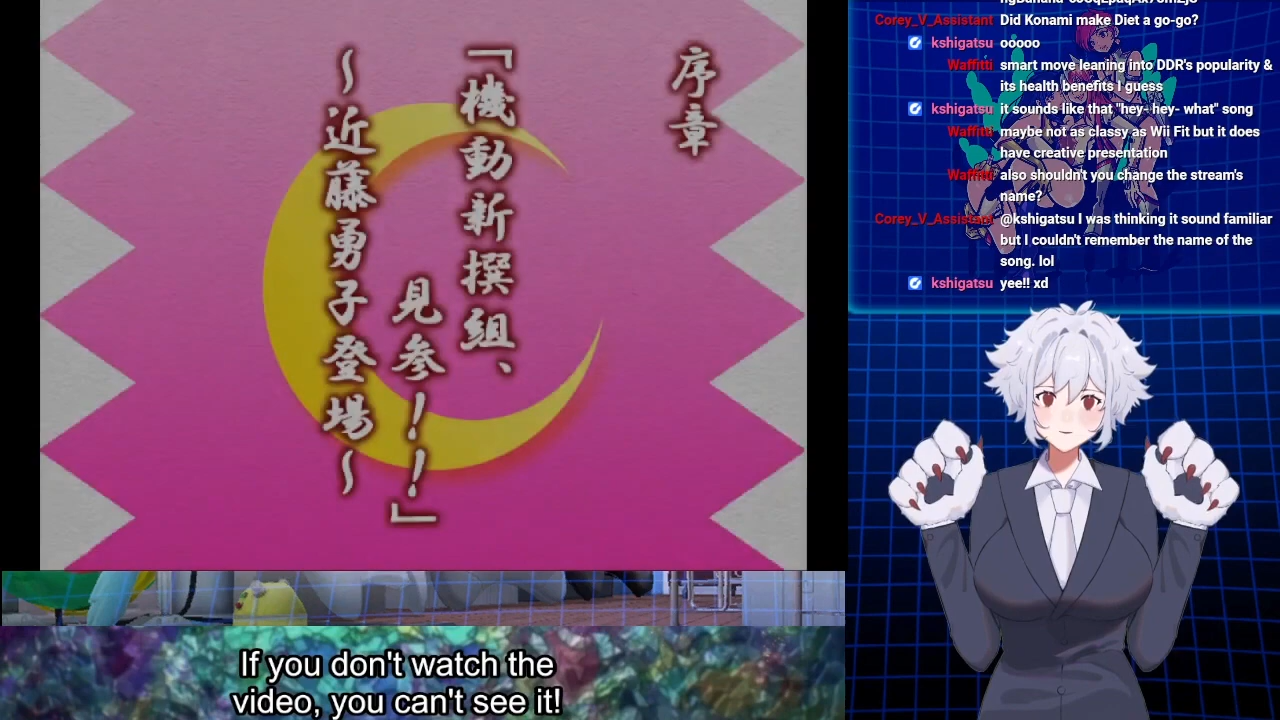 序章
「機動新撰組、
見参!!」
~近藤勇子登場~
Corey_V_Assistant Did Konami make Diet a go-go?
kshigatsu ooooo
Waffitti smart move leaning into DDR's popularity &
its health benefits I guess
kshigatsu it sounds like that "hey- hey- what" song
Waffitti maybe not as classy as Wii Fit but it does
have creative presentation
Waffitti also shouldn't you change the stream's
name?
Corey_V_Assistant @kshigatsu I was thinking it sound familiar
but I couldn't remember the name of the
song. lol
kshigatsu yee!! xd
If you don't watch the
video, you can't see it!